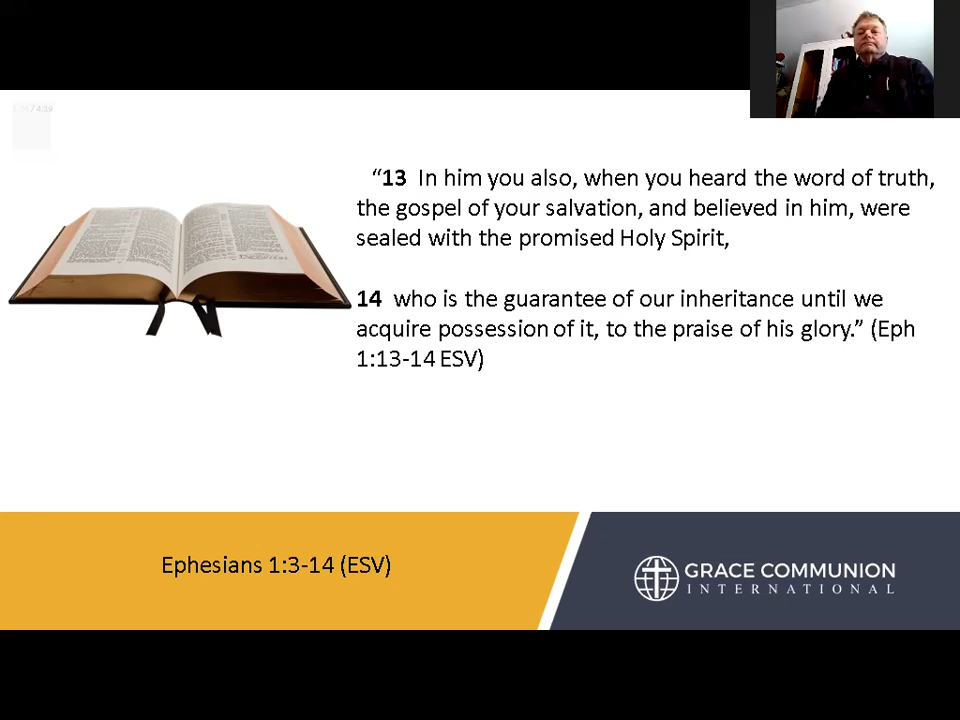 “13 In him you also, when you heard the word of truth,
the gospel of your salvation, and believed in him, were
sealed with the promised Holy Spirit,
14 who is the guarantee of our inheritance until we
acquire possession of it, to the praise of his glory.” (Eph
1:13-14 ESV)
Ephesians 1:3-14 (ESV)
GRACE COMMUNION
INTERNATIONAL